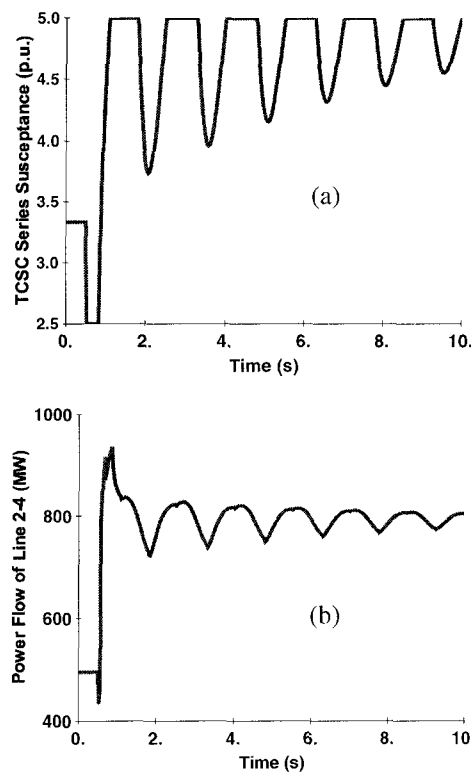 TCSC Series Susceptance (p.u.)
5.0
4.5
4.0
3.5
3.0
2.5
(a)
0. 2. 4. 6. 8. 10.
Time (s)
Power Flow of Line 2-4 (MW)
1000
800
600
400
(b)
0. 2. 4. 6. 8. 10
Time (s)